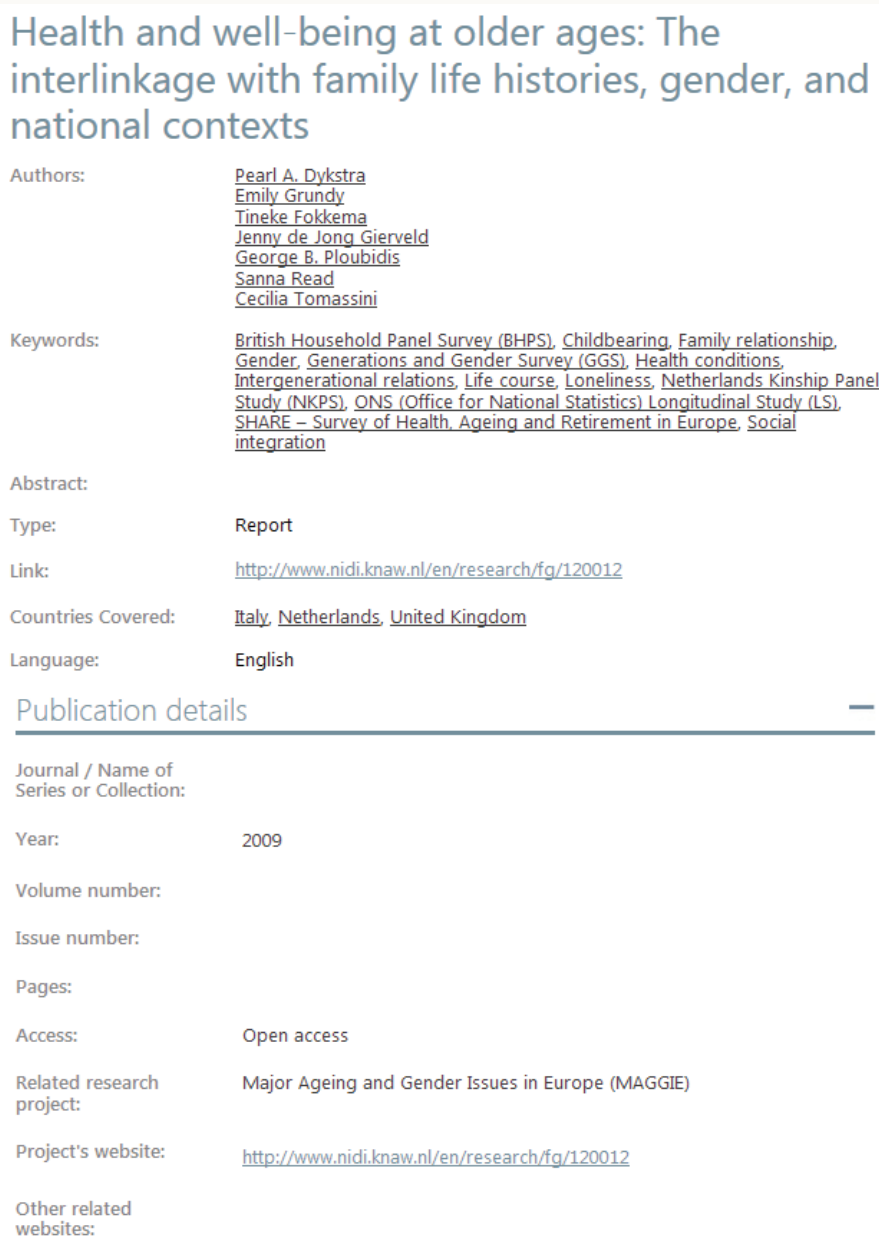 Health and well-being at older ages: The
interlinkage with family life histories, gender, and
national contexts
Authors:
Pearl A. Dykstra
Emily Grundy
Tineke Fokkema
Jenny de Jong Gierveld
George B. Ploubidis
Sanna Read
Cecilia Tomassini
Keywords:
British Household Panel Survey (BHPS), Childbearing, Family relationship,
Gender, Generations and Gender Survey (GGS), Health conditions,
Intergenerational relations, Life course, Loneliness, Netherlands Kinship Panel
Study (NKPS), ONS (Office for National Statistics) Longitudinal Study (LS),
SHARE – Survey of Health, Ageing and Retirement in Europe, Social
integration
Abstract:
Type: Report
Link: http://www.nidi.knaw.nl/en/research/fg/120012
Countries Covered: Italy, Netherlands, United Kingdom
Language: English
Publication details
Journal / Name of
Series or Collection:
Year: 2009
Volume number:
Issue number:
Pages:
Access: Open access
Related research
project:
Major Ageing and Gender Issues in Europe (MAGGIE)
Project's website: http://www.nidi.knaw.nl/en/research/fg/120012
Other related
websites: